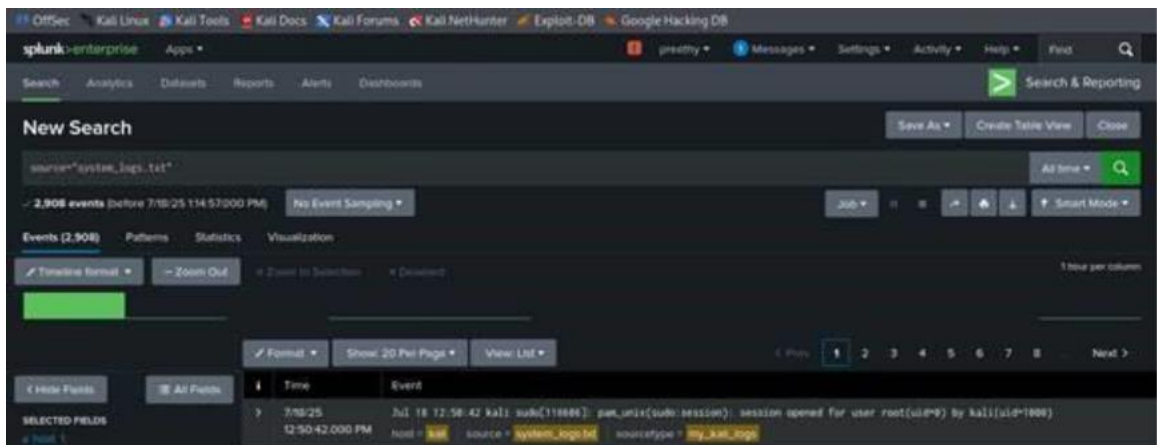 OffSec Kali Linux Kali Tools Kali Docs Kali Forums Kali NetHunter Exploit-DB Google Hacking DB
splunk>enterprise Apps preethy Messages Settings Activity Help Find
Search Analytics Datasets Reports Alerts Dashboards Search & Reporting
New Search Save As Create Table View Close
source="system_logs.txt" All time
2,908 events (before 7/18/25 1:14:57.000 PM) No Event Sampling Job Smart Mode
Events (2,908) Patterns Statistics Visualization
Timeline format — Zoom Out + Zoom to Selection × Deselect 1 hour per column
Format Show: 20 Per Page View: List < Prev 1 2 3 4 5 6 7 8 ... Next >
< Hide Fields All Fields i Time Event
SELECTED FIELDS
> 7/18/25 Jul 18 12:50:42 kali sudo[118686]: pam_unix(sudo:session): session opened for user root(uid=0) by kali(uid=1000)
12:50:42.000 PM host = kali source = system_logs.txt sourcetype = my_kali_logs
host 1